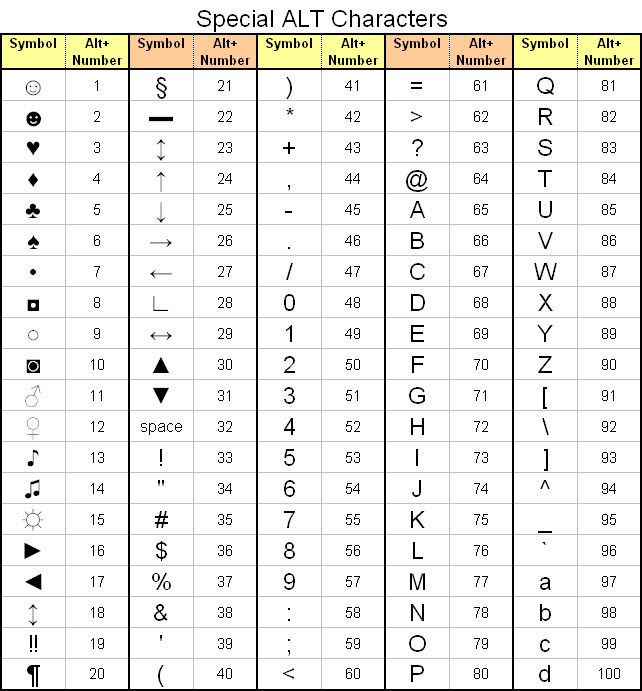 Special ALT Characters
Symbol Alt+ Number Symbol Alt+ Number Symbol Alt+ Number Symbol Alt+ Number Symbol Alt+ Number
☺ 1 § 21 ) 41 = 61 Q 81
☻ 2 ▬ 22 * 42 > 62 R 82
♥ 3 ↕ 23 + 43 ? 63 S 83
♦ 4 ↑ 24 , 44 @ 64 T 84
♣ 5 ↓ 25 - 45 A 65 U 85
♠ 6 → 26 . 46 B 66 V 86
• 7 ← 27 / 47 C 67 W 87
◘ 8 ∟ 28 0 48 D 68 X 88
○ 9 ↔ 29 1 49 E 69 Y 89
◙ 10 ▲ 30 2 50 F 70 Z 90
♂ 11 ▼ 31 3 51 G 71 [ 91
♀ 12 space 32 4 52 H 72 \ 92
♪ 13 ! 33 5 53 I 73 ] 93
♫ 14 " 34 6 54 J 74 ^ 94
☼ 15 # 35 7 55 K 75 _ 95
► 16 $ 36 8 56 L 76 ` 96
◄ 17 % 37 9 57 M 77 a 97
↕ 18 & 38 : 58 N 78 b 98
‼ 19 ' 39 ; 59 O 79 c 99
¶ 20 ( 40 < 60 P 80 d 100